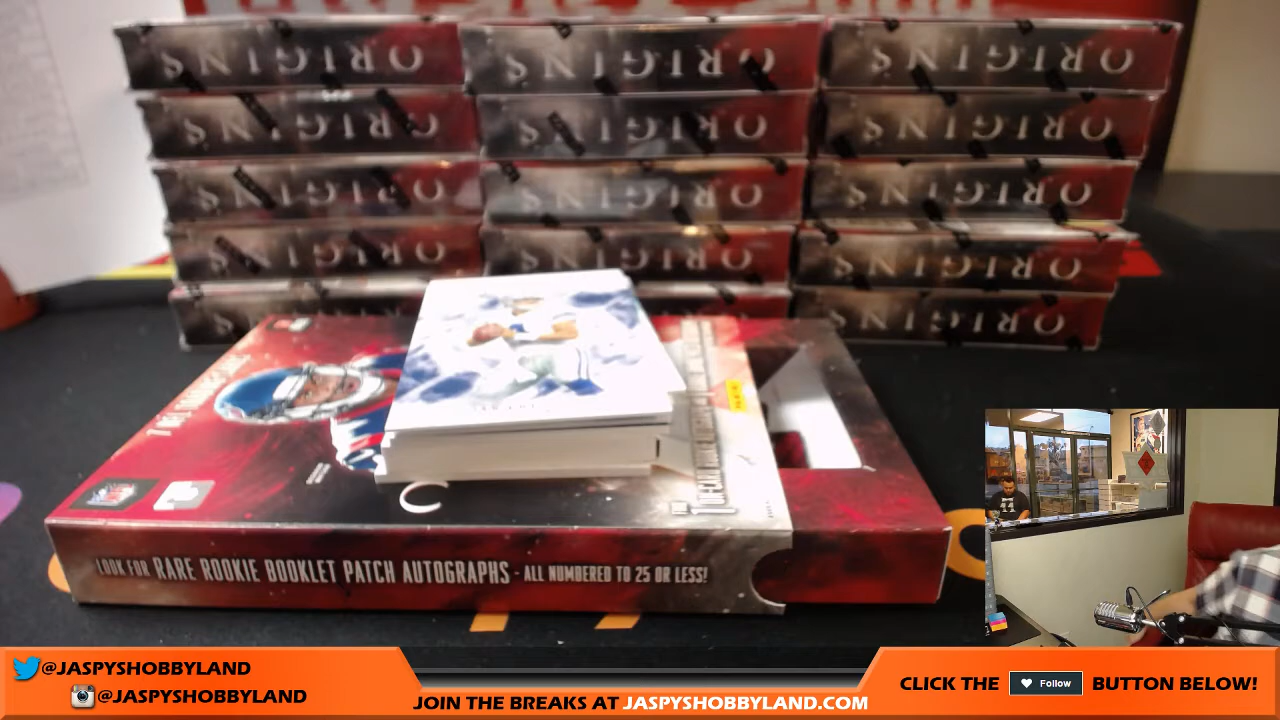 ORIGINS ORIGINS ORIGINS
ORIGINS ORIGINS ORIGINS
ORIGINS ORIGINS ORIGINS
ORIGINS ORIGINS ORIGINS
ORIGINS
NFL
LOOK FOR RARE ROOKIE BOOKLET PATCH AUTOGRAPHS - ALL NUMBERED TO 25 OR LESS!
@JASPYSHOBBYLAND
@JASPYSHOBBYLAND
JOIN THE BREAKS AT JASPYSHOBBYLAND.COM
CLICK THE Follow BUTTON BELOW!